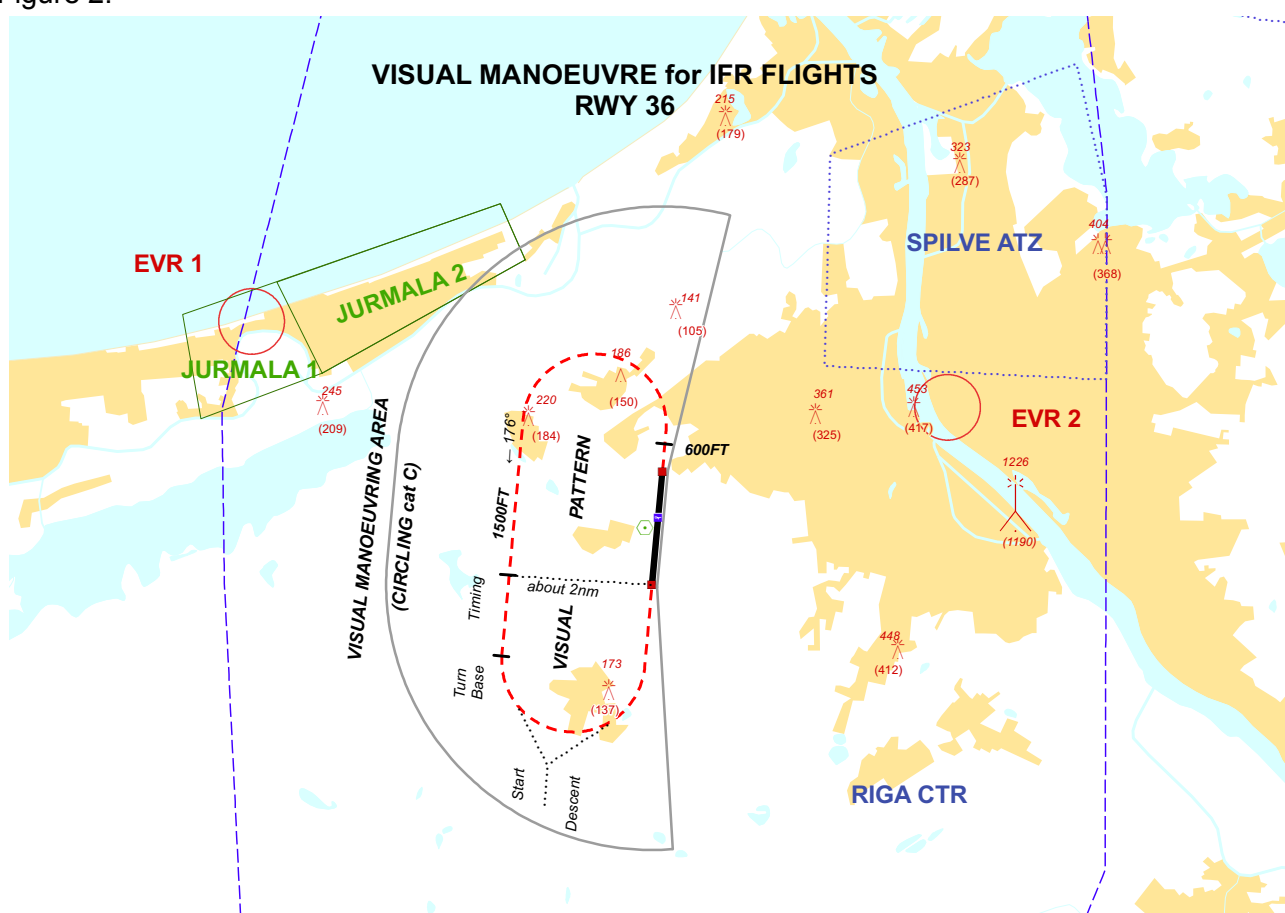 Figure 2.
VISUAL MANOEUVRE for IFR FLIGHTS
RWY 36
215
(179)
323
(287)
404
(368)
SPILVE ATZ
EVR 1
JURMALA 2
JURMALA 1
141
(105)
186
(150)
245
(209)
220
(184)
361
(325)
453
(417)
EVR 2
← 176°
600FT
1226
(1190)
PATTERN
1500FT
VISUAL MANOEUVRING AREA
(CIRCLING cat C)
Timing
about 2nm
VISUAL
Turn
Base
173
(137)
448
(412)
Start
Descent
RIGA CTR